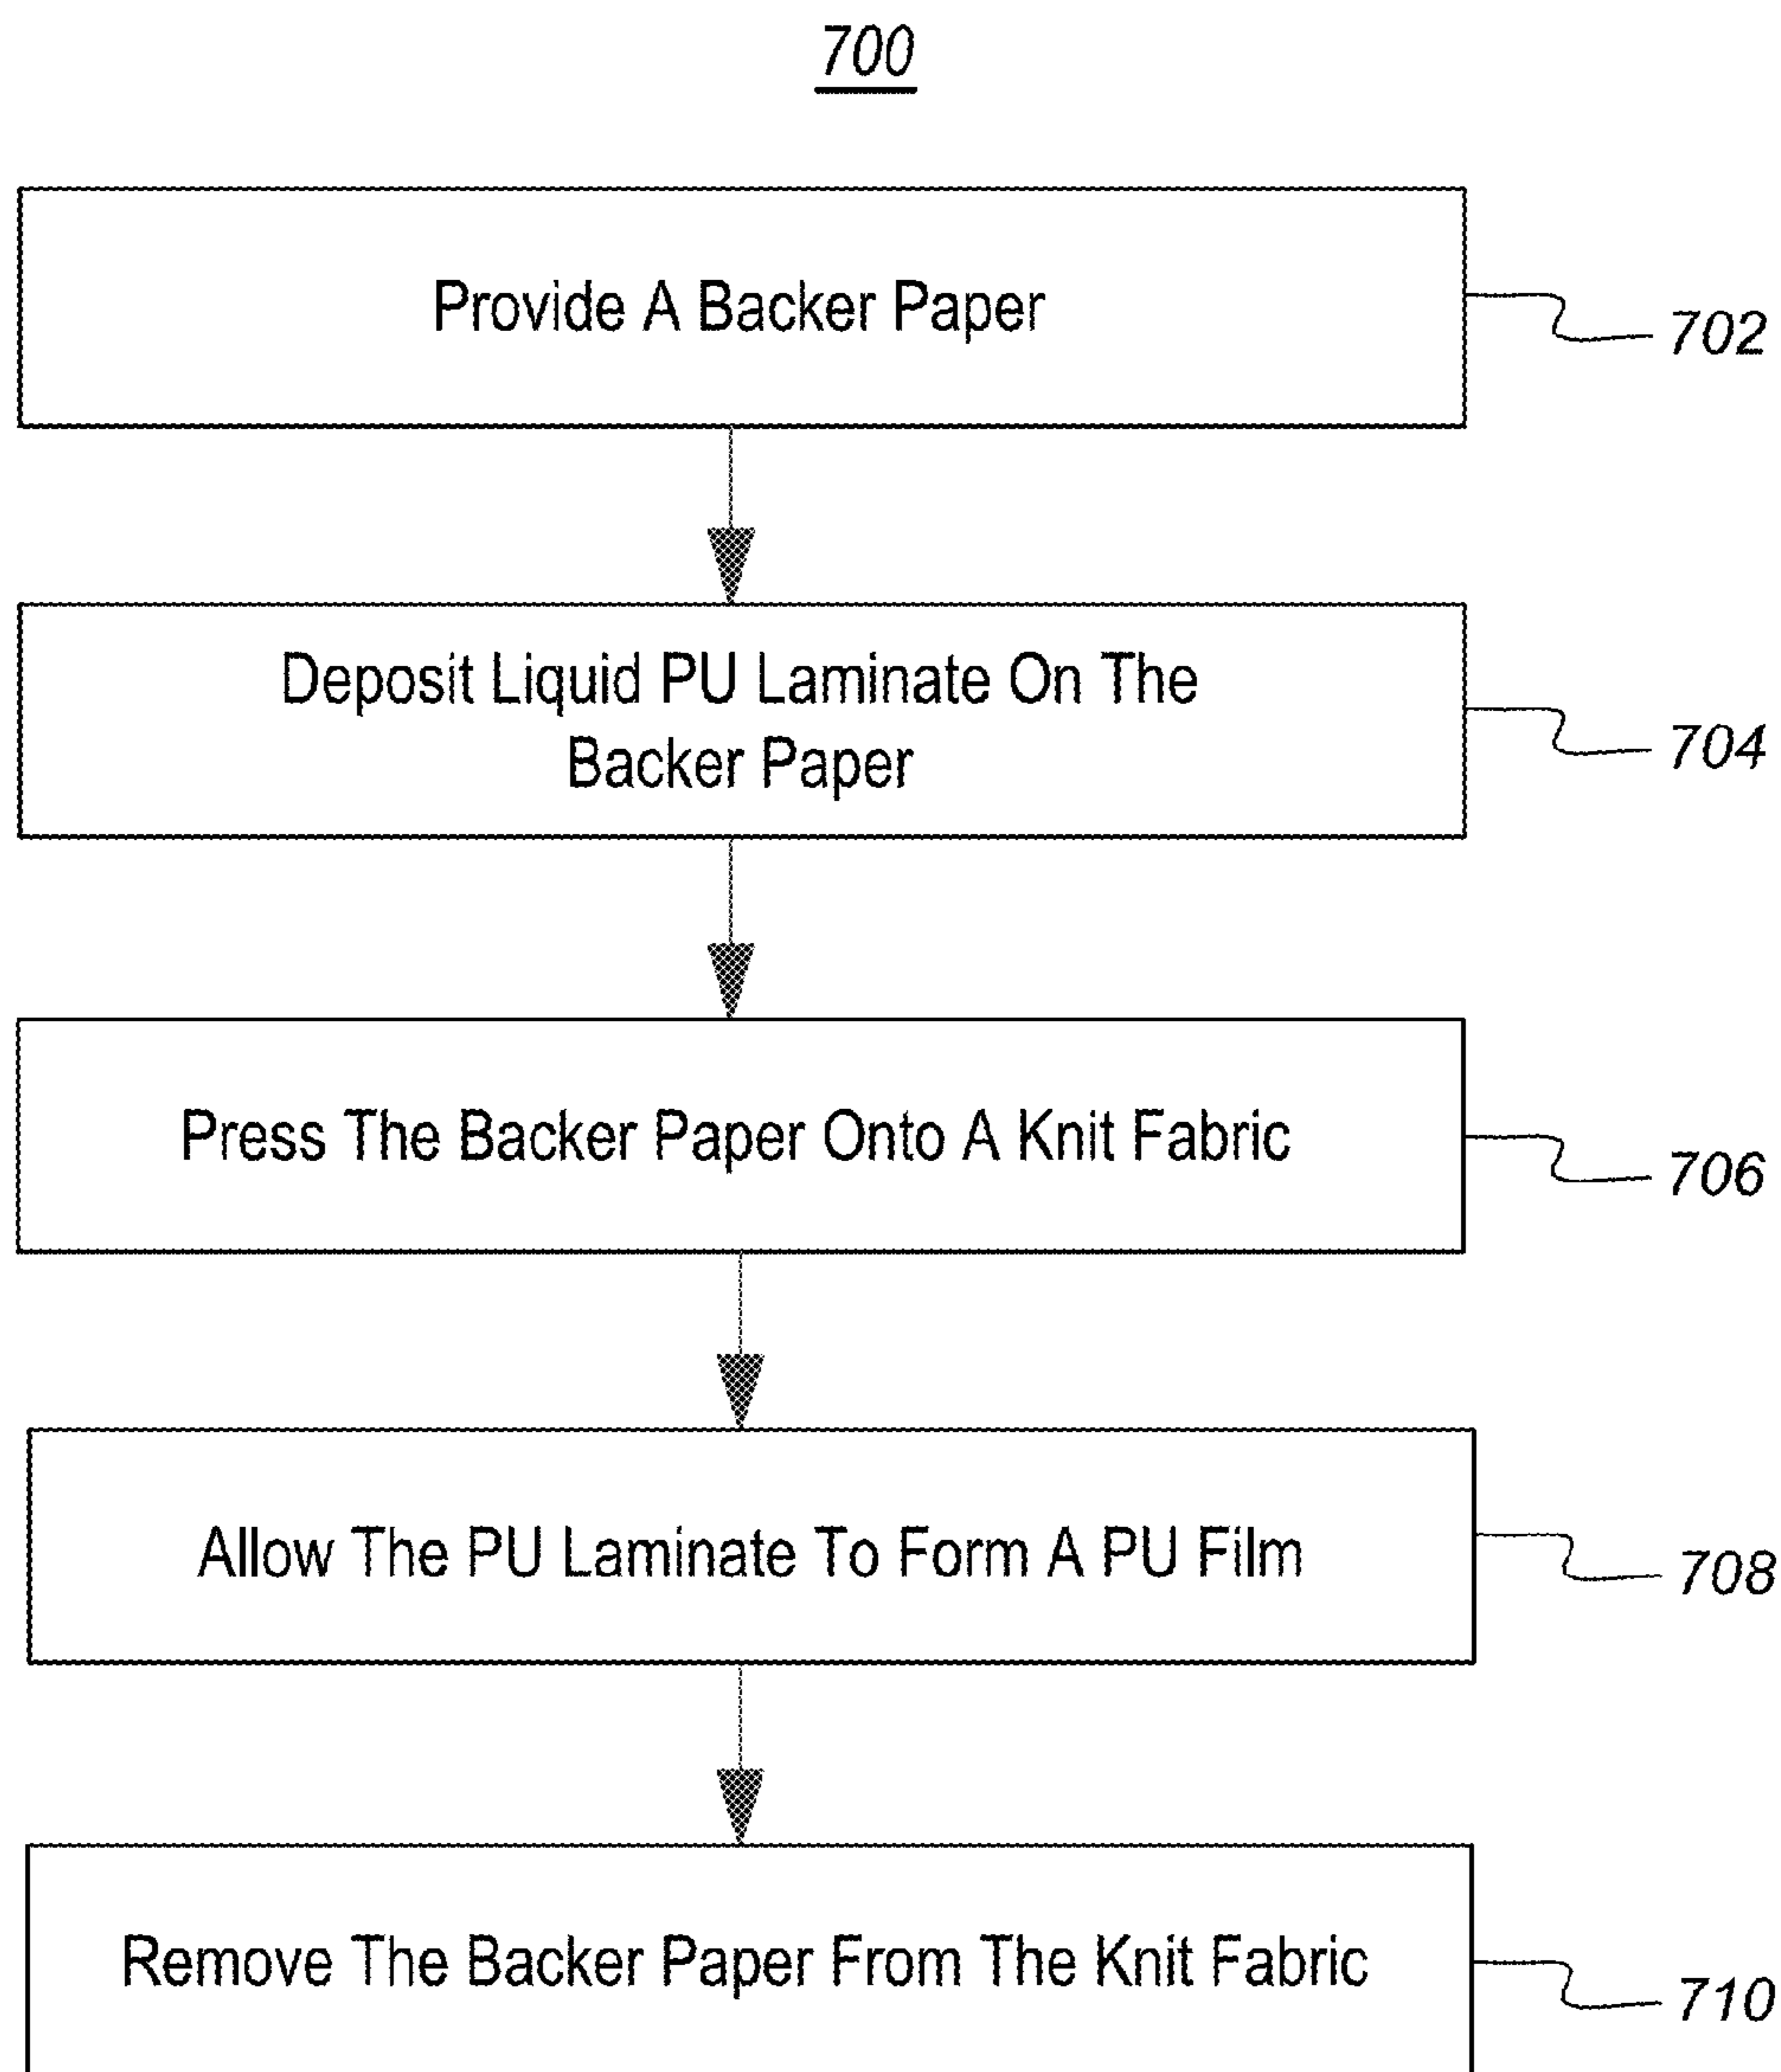 700
Provide A Backer Paper
702
Deposit Liquid PU Laminate On The
Backer Paper
704
Press The Backer Paper Onto A Knit Fabric
706
Allow The PU Laminate To Form A PU Film
708
Remove The Backer Paper From The Knit Fabric
710